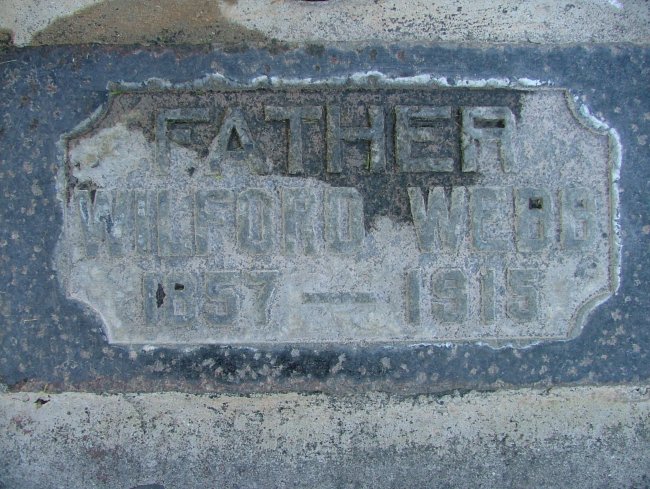 FATHER
WILFORD WEBB
1857 — 1915